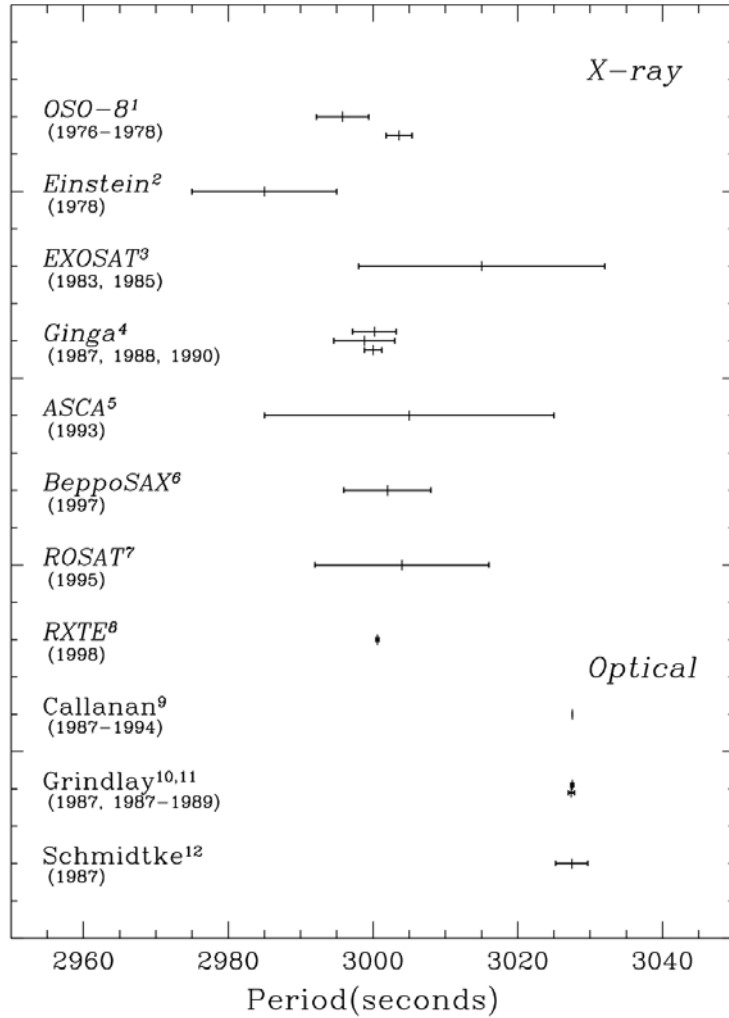 X-ray
OSO-8¹
(1976-1978)
Einstein²
(1978)
EXOSAT³
(1983, 1985)
Ginga⁴
(1987, 1988, 1990)
ASCA⁵
(1993)
BeppoSAX⁶
(1997)
ROSAT⁷
(1995)
RXTE⁸
(1998)
Optical
Callanan⁹
(1987-1994)
Grindlay¹⁰,¹¹
(1987, 1987-1989)
Schmidtke¹²
(1987)
2960 2980 3000 3020 3040
Period(seconds)